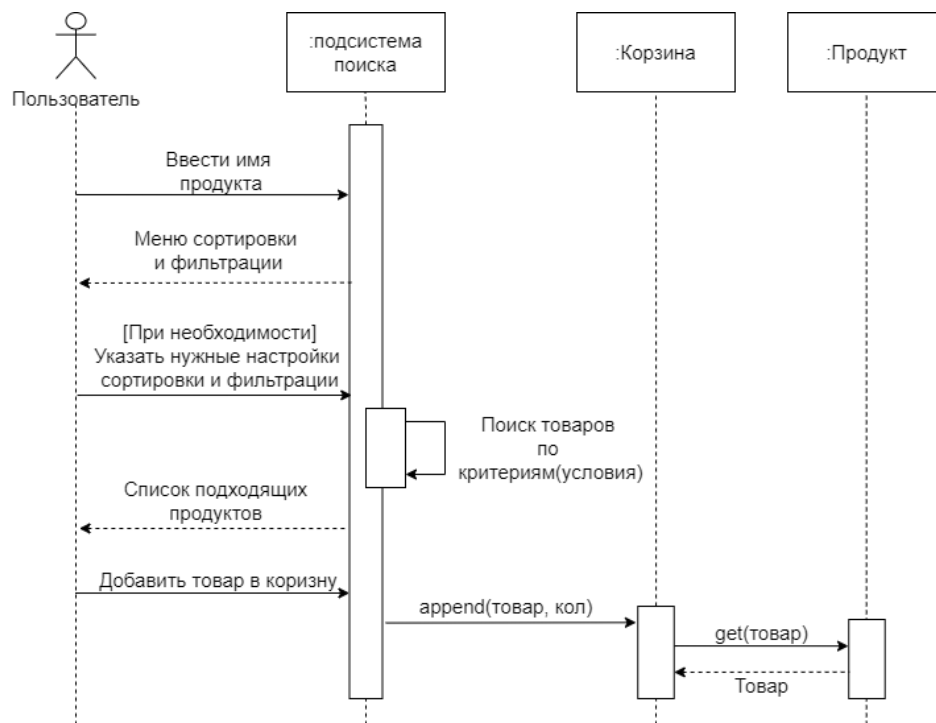 Пользователь
:подсистема
поиска
:Корзина
:Продукт
Ввести имя
продукта
Меню сортировки
и фильтрации
[При необходимости]
Указать нужные настройки
сортировки и фильтрации
Поиск товаров
по
критериям(условия)
Список подходящих
продуктов
Добавить товар в коризну
append(товар, кол)
get(товар)
Товар